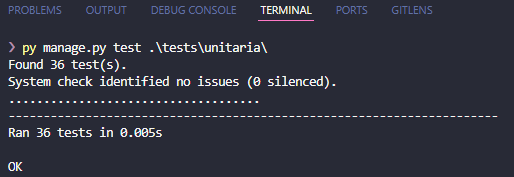 PROBLEMS OUTPUT DEBUG CONSOLE TERMINAL PORTS GITLENS
❯ py manage.py test .\tests\unitaria\
Found 36 test(s).
System check identified no issues (0 silenced).
....................................
----------------------------------------------------------------------
Ran 36 tests in 0.005s
OK